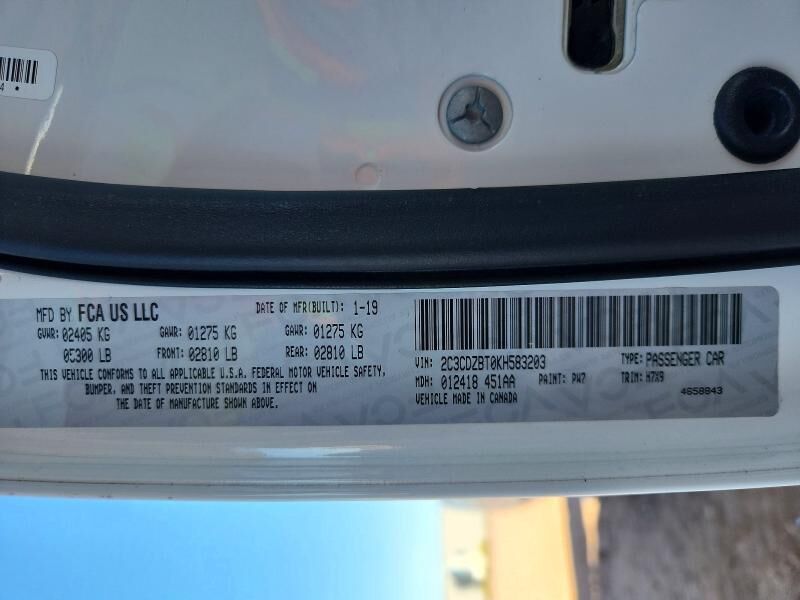 4 •
MFD BY FCA US LLC DATE OF MFR(BUILT): 1-19
GVWR: 02405 KG GAWR: 01275 KG GAWR: 01275 KG
05300 LB FRONT: 02810 LB REAR: 02810 LB
THIS VEHICLE CONFORMS TO ALL APPLICABLE U.S.A. FEDERAL MOTOR VEHICLE SAFETY,
BUMPER, AND THEFT PREVENTION STANDARDS IN EFFECT ON
THE DATE OF MANUFACTURE SHOWN ABOVE.
VIN: 2C3CDZBT0KH583203 TYPE: PASSENGER CAR
MDH: 012418 451AA PAINT: PW7 TRIM: H7X9
VEHICLE MADE IN CANADA 4658843